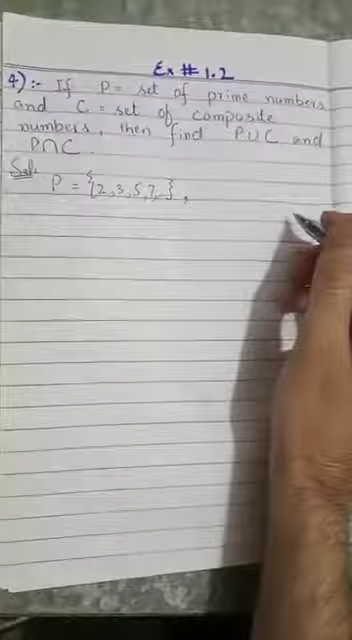 Ex # 1.2
4) :- If P = set of prime numbers
and C = set of composite
numbers, then find P∪C and
P∩C.
Sol:
P = {2,3,5,7, },